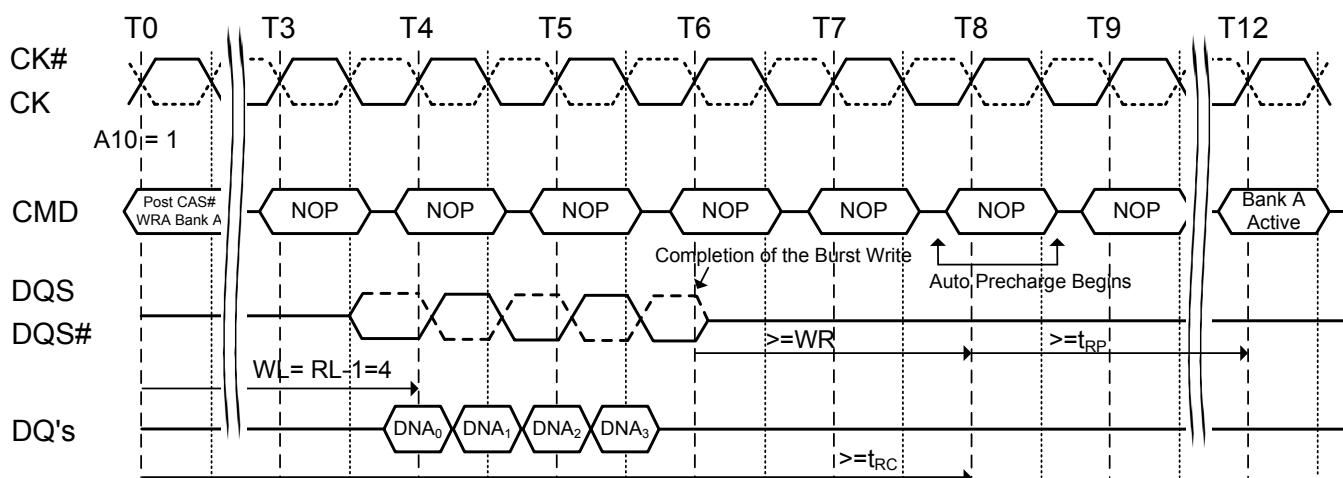 T0 T3 T4 T5 T6 T7 T8 T9 T12
CK#
CK
A10 = 1
CMD
Post CAS#
WRA Bank A
NOP NOP NOP NOP NOP NOP NOP
Bank A
Active
Completion of the Burst Write
Auto Precharge Begins
DQS
DQS#
>=WR
>=tRP
WL= RL-1=4
DQ's
DNA0 DNA1 DNA2 DNA3
>=tRC